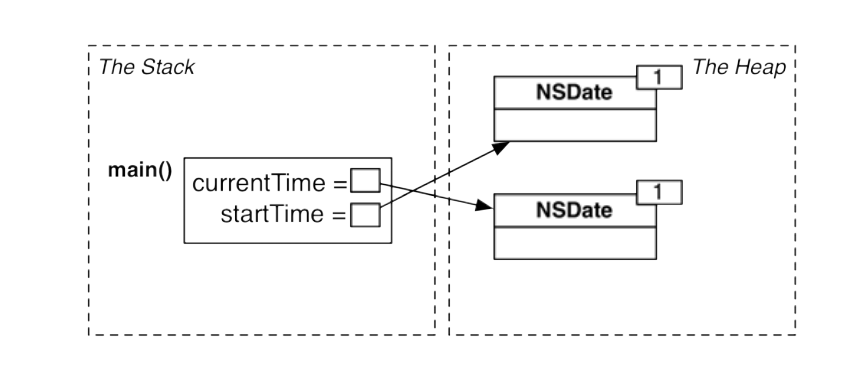 The Stack
main()
currentTime =
startTime =
The Heap
1
NSDate
1
NSDate